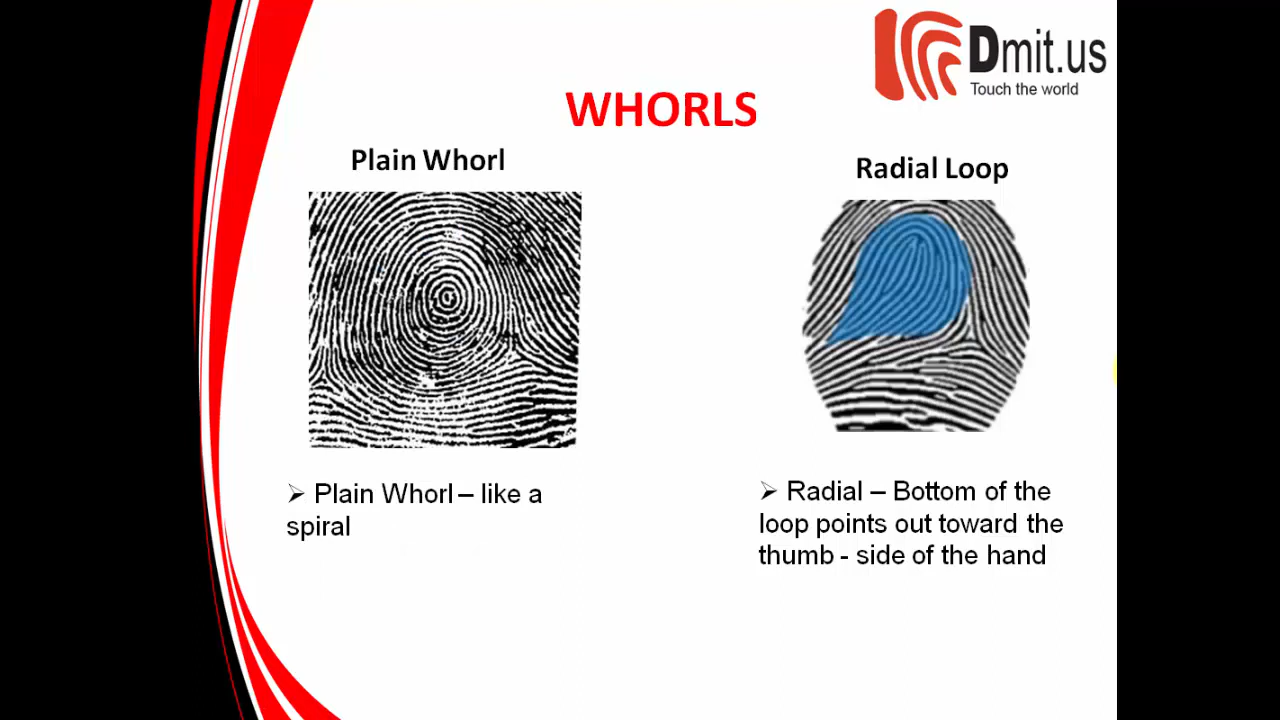 Dmit.us
Touch the world
WHORLS
Plain Whorl
Radial Loop
➢ Plain Whorl – like a
spiral
➢ Radial – Bottom of the
loop points out toward the
thumb - side of the hand